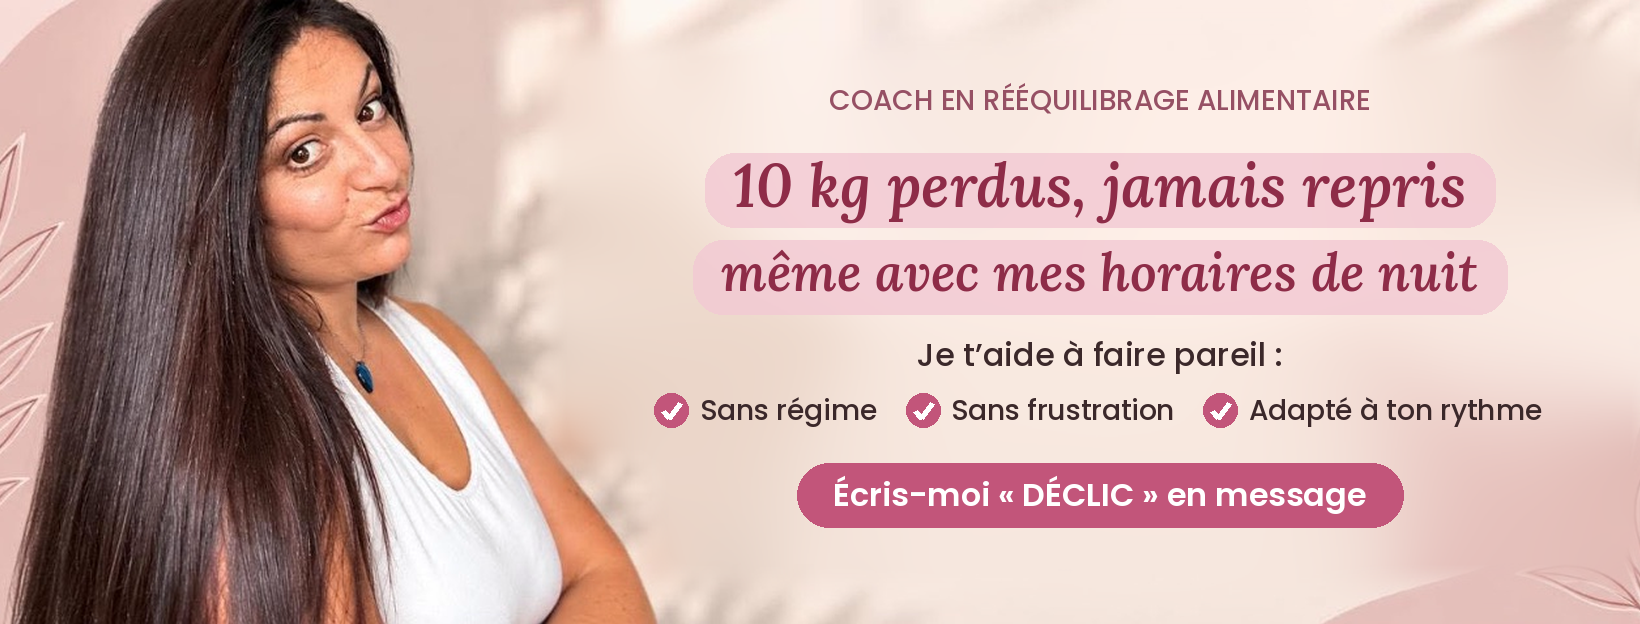 COACH EN RÉÉQUILIBRAGE ALIMENTAIRE
10 kg perdus, jamais repris
même avec mes horaires de nuit
Je t’aide à faire pareil :
Sans régime Sans frustration Adapté à ton rythme
Écris-moi « DÉCLIC » en message